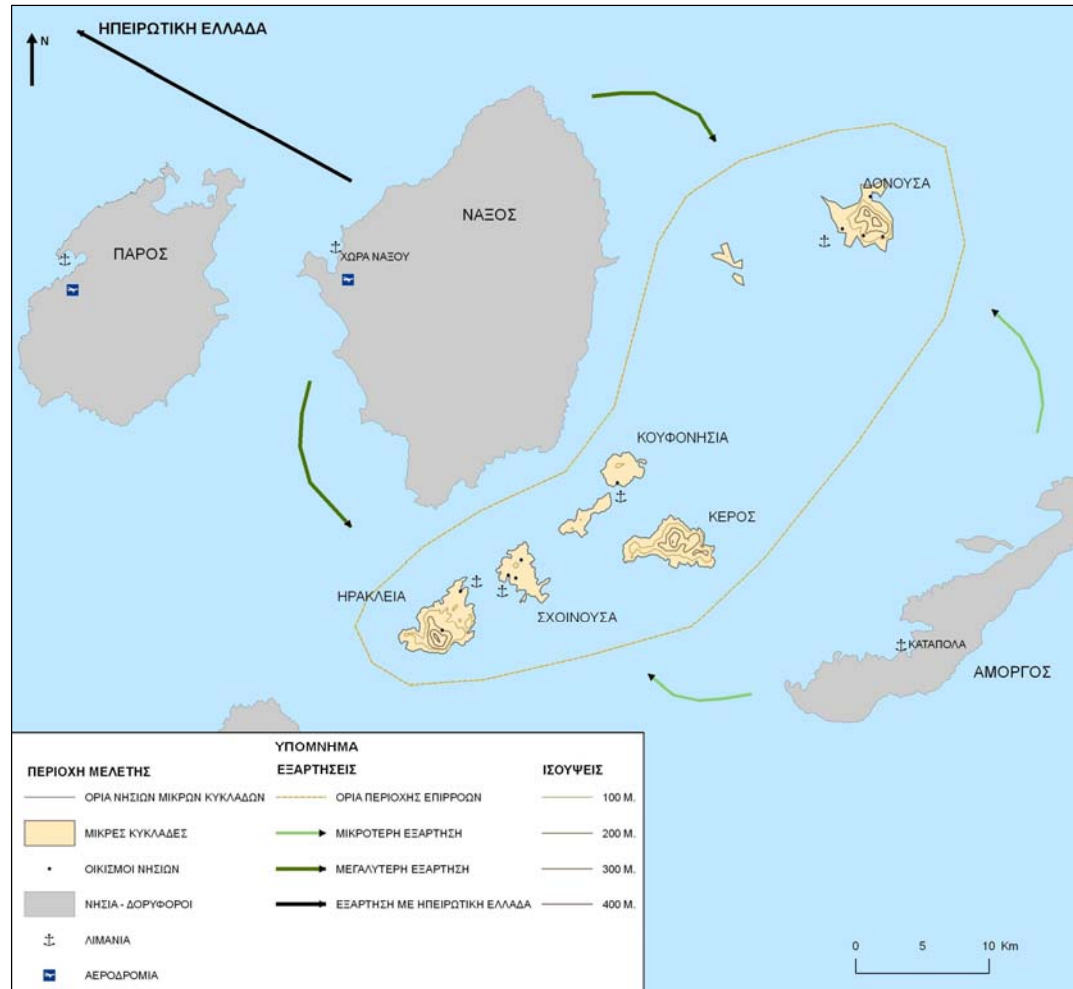 ΗΠΕΙΡΩΤΙΚΗ ΕΛΛΑΔΑ
N
ΔΟΝΟΥΣΑ
ΝΑΞΟΣ
ΠΑΡΟΣ
ΧΩΡΑ ΝΑΞΟΥ
ΚΟΥΦΟΝΗΣΙΑ
ΚΕΡΟΣ
ΗΡΑΚΛΕΙΑ
ΣΧΟΙΝΟΥΣΑ
ΚΑΤΑΠΟΛΑ
ΑΜΟΡΓΟΣ
ΥΠΟΜΝΗΜΑ
ΠΕΡΙΟΧΗ ΜΕΛΕΤΗΣ
ΟΡΙΑ ΝΗΣΙΩΝ ΜΙΚΡΩΝ ΚΥΚΛΑΔΩΝ
ΜΙΚΡΕΣ ΚΥΚΛΑΔΕΣ
ΟΙΚΙΣΜΟΙ ΝΗΣΙΩΝ
ΝΗΣΙΑ - ΔΟΡΥΦΟΡΟΙ
ΛΙΜΑΝΙΑ
ΑΕΡΟΔΡΟΜΙΑ
ΕΞΑΡΤΗΣΕΙΣ
ΟΡΙΑ ΠΕΡΙΟΧΗΣ ΕΠΙΡΡΟΩΝ
ΜΙΚΡΟΤΕΡΗ ΕΞΑΡΤΗΣΗ
ΜΕΓΑΛΥΤΕΡΗ ΕΞΑΡΤΗΣΗ
ΕΞΑΡΤΗΣΗ ΜΕ ΗΠΕΙΡΩΤΙΚΗ ΕΛΛΑΔΑ
ΙΣΟΥΨΕΙΣ
100 Μ.
200 Μ.
300 Μ.
400 Μ.
0 5 10 Km